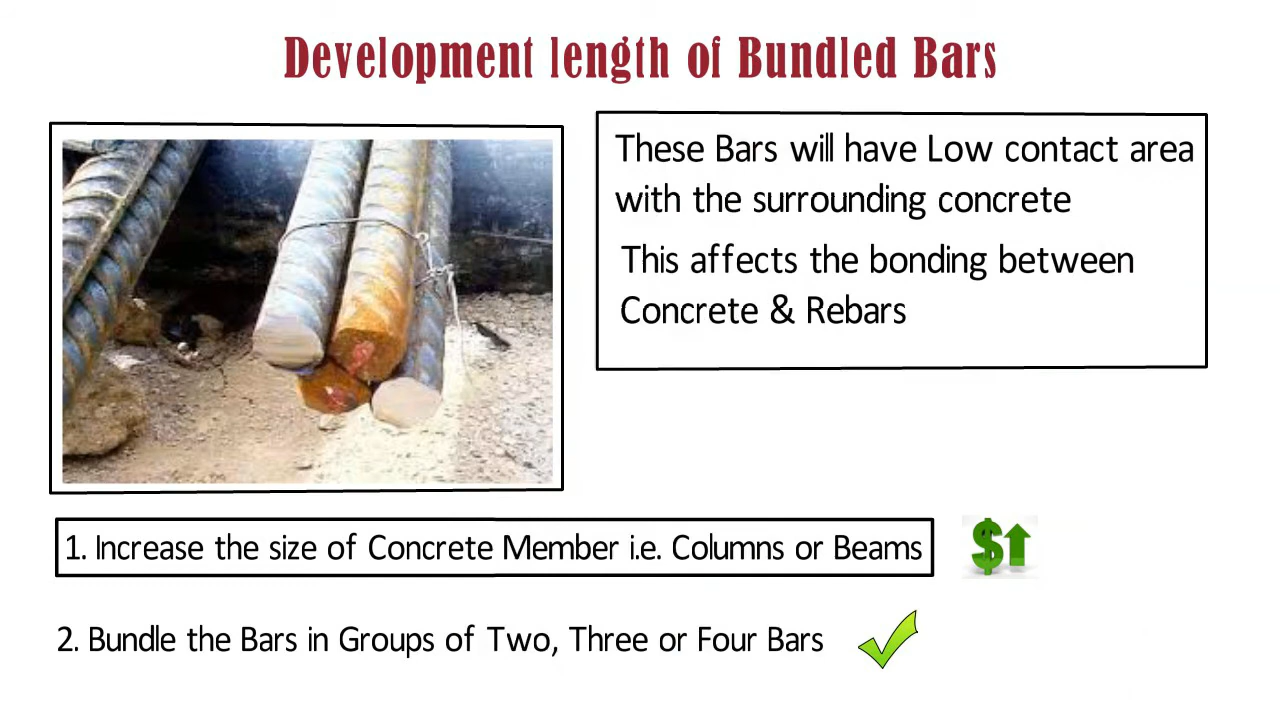 Development length of Bundled Bars
These Bars will have Low contact area
with the surrounding concrete
This affects the bonding between
Concrete & Rebars
1. Increase the size of Concrete Member i.e. Columns or Beams
$
2. Bundle the Bars in Groups of Two, Three or Four Bars